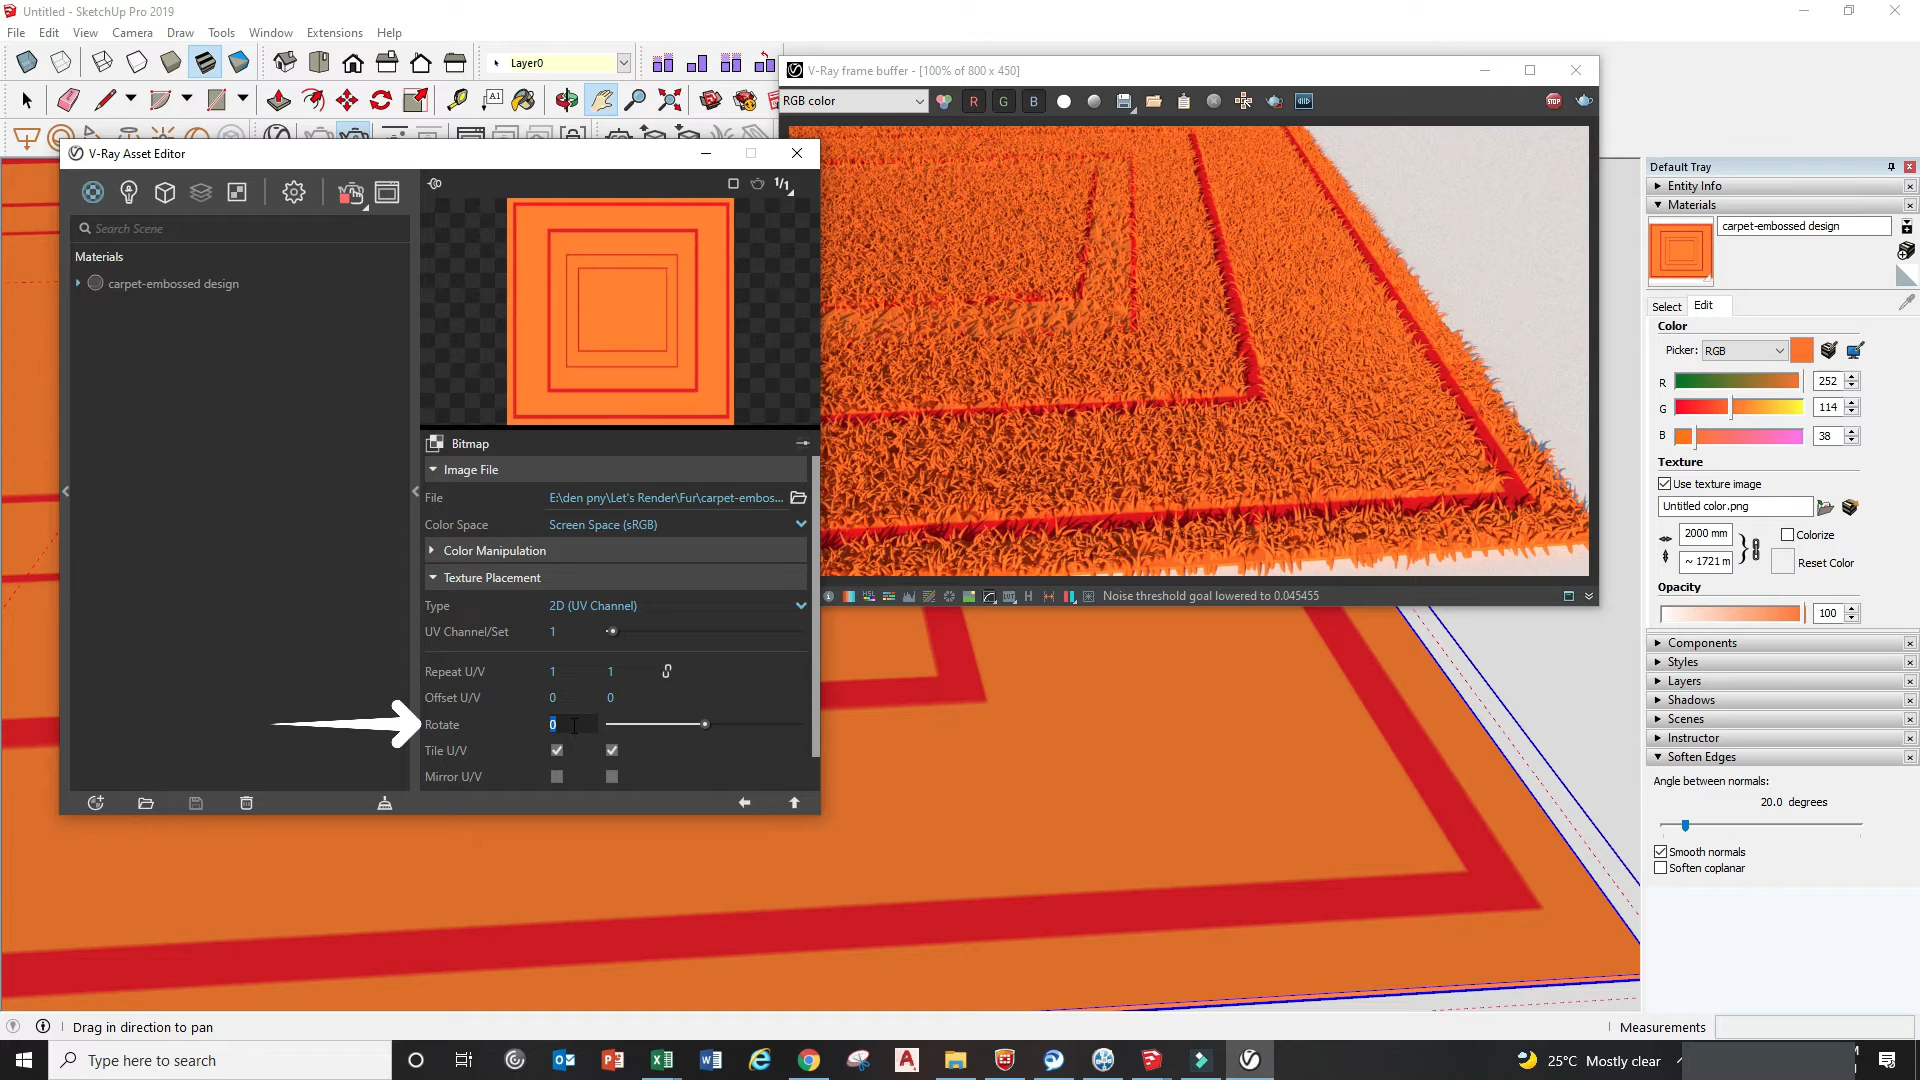 Untitled - SketchUp Pro 2019
File Edit View Camera Draw Tools Window Extensions Help
Layer0
V-Ray frame buffer - [100% of 800 x 450]
RGB color
R G B
A1
STOP
V-Ray Asset Editor
1/1
Search Scene
Materials
carpet-embossed design
Bitmap
Image File
File E:\den pny\Let's Render\Fur\carpet-embos...
Color Space Screen Space (sRGB)
Color Manipulation
Texture Placement
Type 2D (UV Channel)
UV Channel/Set 1
Repeat U/V 1 1
Offset U/V 0 0
Rotate 0
Tile U/V
Mirror U/V
HSL
H
Noise threshold goal lowered to 0.045455
Default Tray
Entity Info
Materials
carpet-embossed design
Select Edit
Color
Picker: RGB
R 252
G 114
B 38
Texture
Use texture image
Untitled color.png
2000 mm
~ 1721 m
Colorize
Reset Color
Opacity
100
Components
Styles
Layers
Shadows
Scenes
Instructor
Soften Edges
Angle between normals:
20.0 degrees
Smooth normals
Soften coplanar
Drag in direction to pan
Measurements
Type here to search
25°C Mostly clear